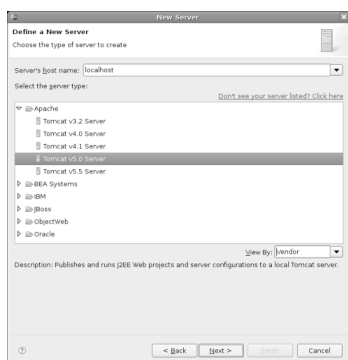 New Server
Define a New Server
Choose the type of server to create
Server's host name: localhost
Select the server type:
Don't see your server listed? Click here
Apache
Tomcat v3.2 Server
Tomcat v4.0 Server
Tomcat v4.1 Server
Tomcat v5.0 Server
Tomcat v5.5 Server
BEA Systems
IBM
JBoss
ObjectWeb
Oracle
View By: Vendor
Description: Publishes and runs J2EE Web projects and server configurations to a local Tomcat server.
< Back Next > Finish Cancel